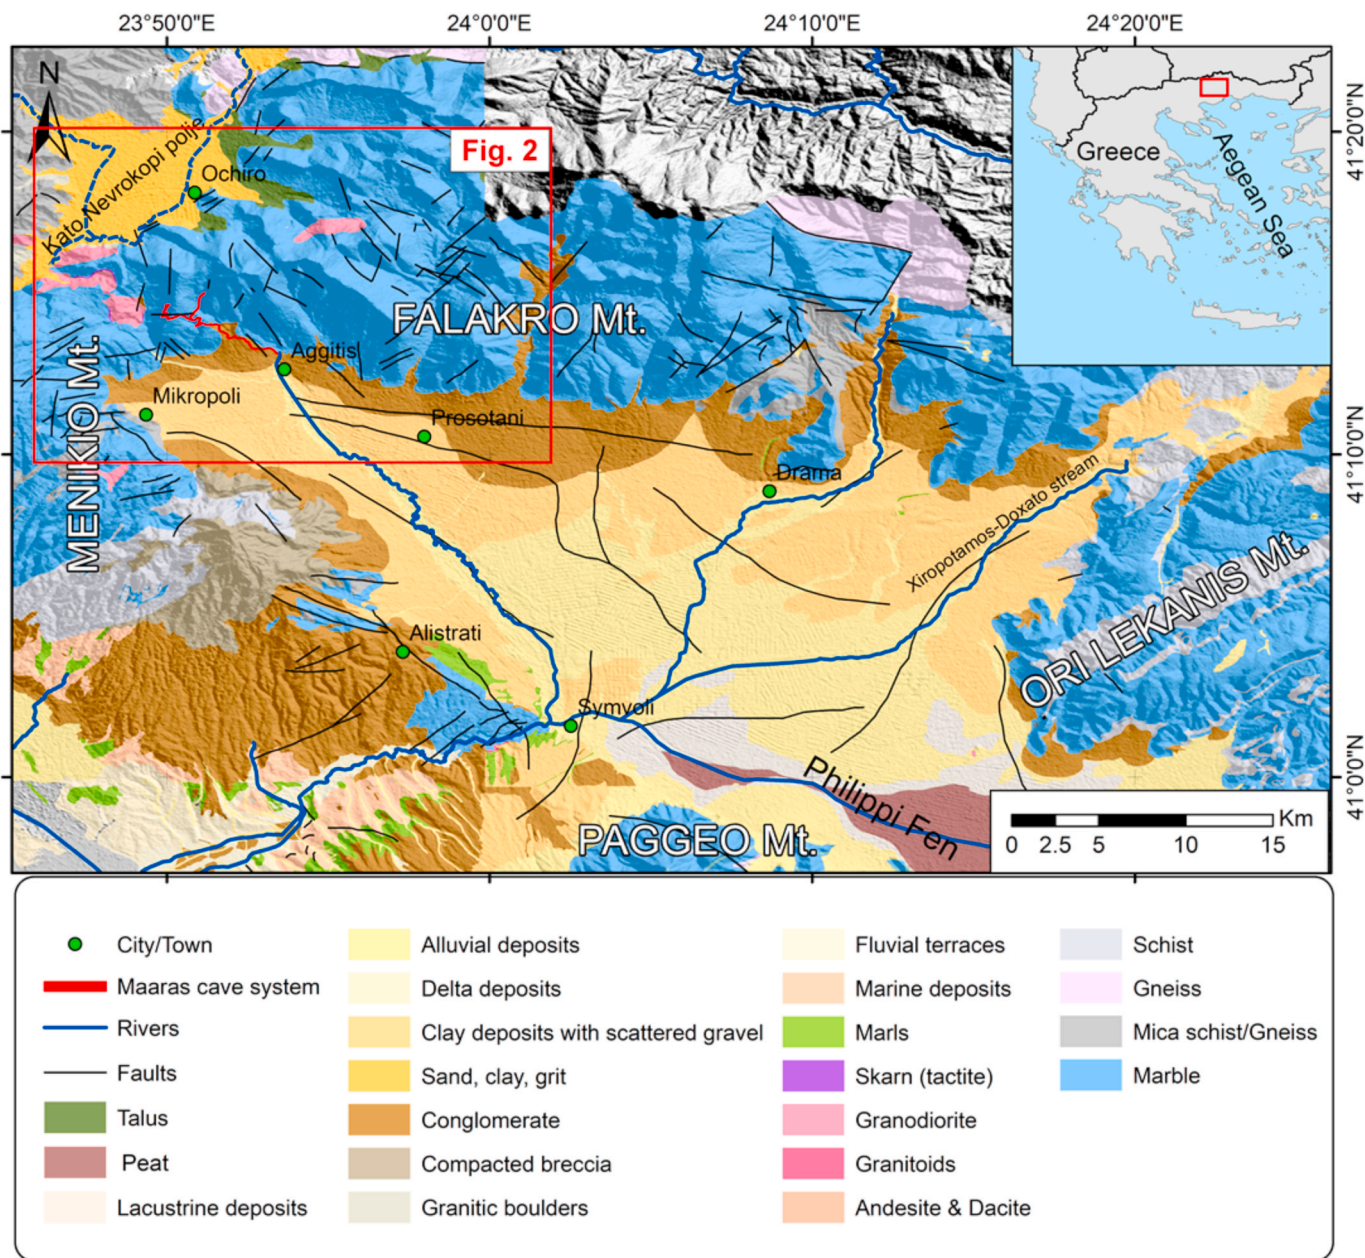 23°50'0"E
24°0'0"E
24°10'0"E
24°20'0"E
N
Fig. 2
Kato Nevrokopi polje
Ochiro
Greece
Aegean Sea
41°20'0"N
FALAKRO Mt.
Aggitis
Mikropoli
Prosotani
MENIKIO Mt.
Drama
Xiropotamos-Doxato stream
41°10'0"N
ORI LEKANIS Mt.
Alistrati
Symvoli
Philippi Fen
41°0'0"N
PAGGEO Mt.
Km
0 2.5 5 10 15
City/Town
Maaras cave system
Rivers
Faults
Talus
Peat
Lacustrine deposits
Alluvial deposits
Delta deposits
Clay deposits with scattered gravel
Sand, clay, grit
Conglomerate
Compacted breccia
Granitic boulders
Fluvial terraces
Marine deposits
Marls
Skarn (tactite)
Granodiorite
Granitoids
Andesite & Dacite
Schist
Gneiss
Mica schist/Gneiss
Marble